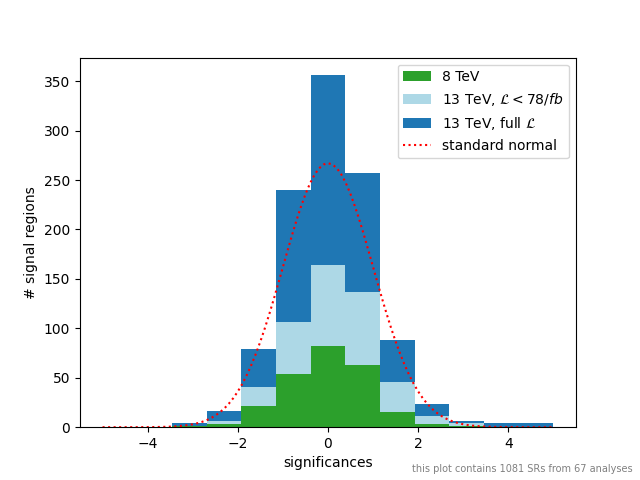 8 TeV
13 TeV, ℒ < 78/fb
13 TeV, full ℒ
standard normal
# signal regions
350
300
250
200
150
100
50
0
−4 −2 0 2 4
significances
this plot contains 1081 SRs from 67 analyses